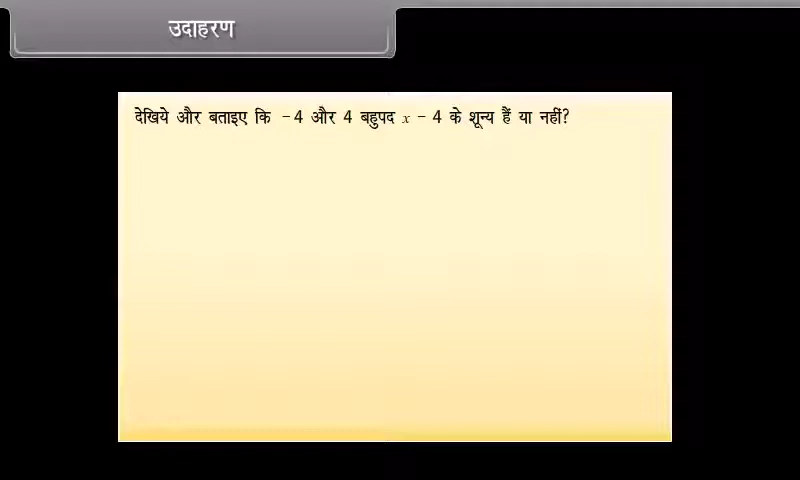 उदाहरण
देखिये और बताइए कि -4 और 4 बहुपद x - 4 के शून्य हैं या नहीं?